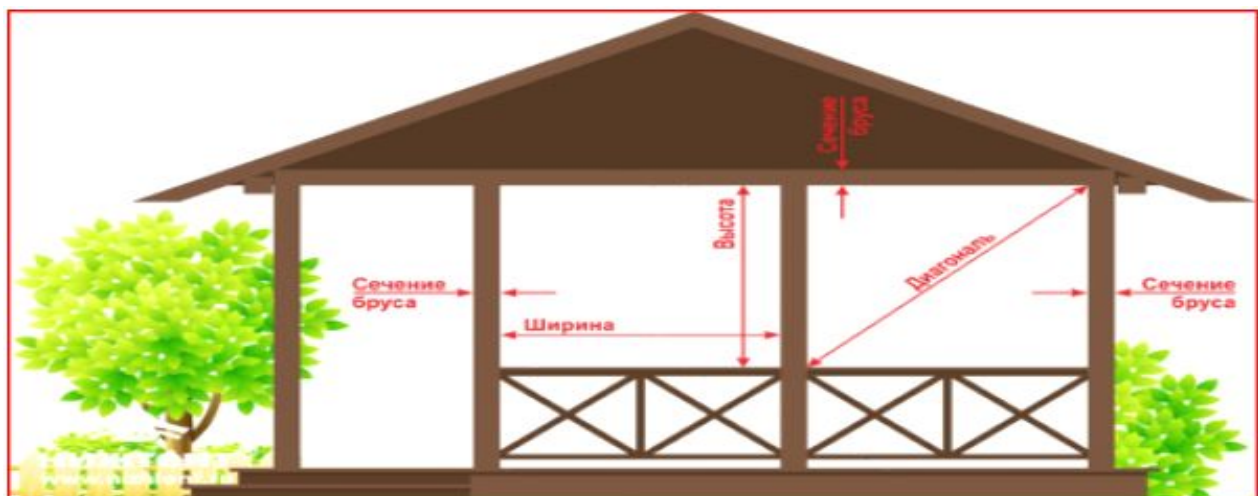 Сечение
бруса
Высота
Диагональ
Сечение
бруса
Ширина
Сечение
бруса